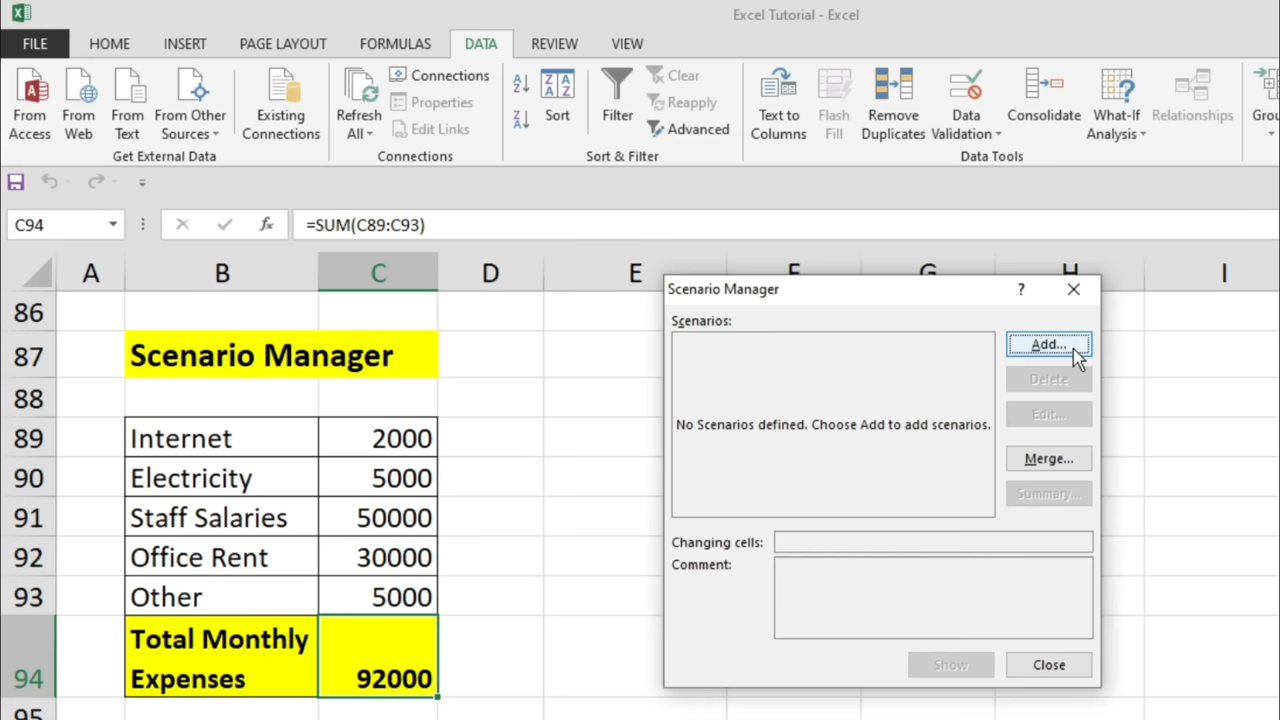 Excel Tutorial - Excel
FILE HOME INSERT PAGE LAYOUT FORMULAS DATA REVIEW VIEW
From Access
From Web
From Text
From Other Sources
Get External Data
Existing Connections
Refresh All
Connections
Properties
Edit Links
Connections
Sort
Filter
Clear
Reapply
Advanced
Sort & Filter
Text to Columns
Flash Fill
Remove Duplicates
Data Validation
Consolidate
What-If Analysis
Relationships
Data Tools
C94 fx =SUM(C89:C93)
A B C D E F G H I
86
87 Scenario Manager
88
89 Internet 2000
90 Electricity 5000
91 Staff Salaries 50000
92 Office Rent 30000
93 Other 5000
Total Monthly
94 Expenses 92000
95
Scenario Manager ?
Scenarios:
No Scenarios defined. Choose Add to add scenarios.
Add...
Delete
Edit...
Merge...
Summary...
Changing cells:
Comment:
Show Close